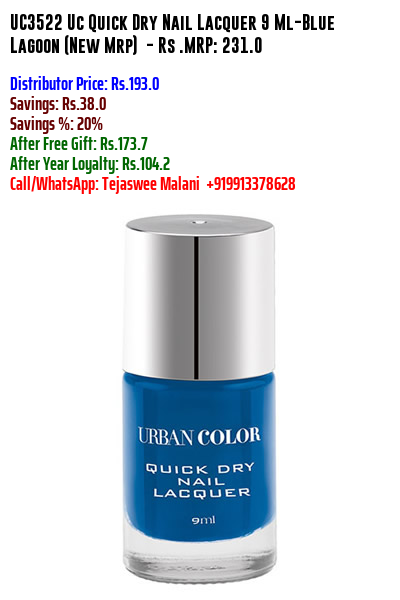 UC3522 Uc Quick Dry Nail Lacquer 9 Ml-Blue
Lagoon (New Mrp) - Rs .MRP: 231.0
Distributor Price: Rs.193.0
Savings: Rs.38.0
Savings %: 20%
After Free Gift: Rs.173.7
After Year Loyalty: Rs.104.2
Call/WhatsApp: Tejaswee Malani +919913378628
URBAN COLOR
QUICK DRY
NAIL
LACQUER
9ml